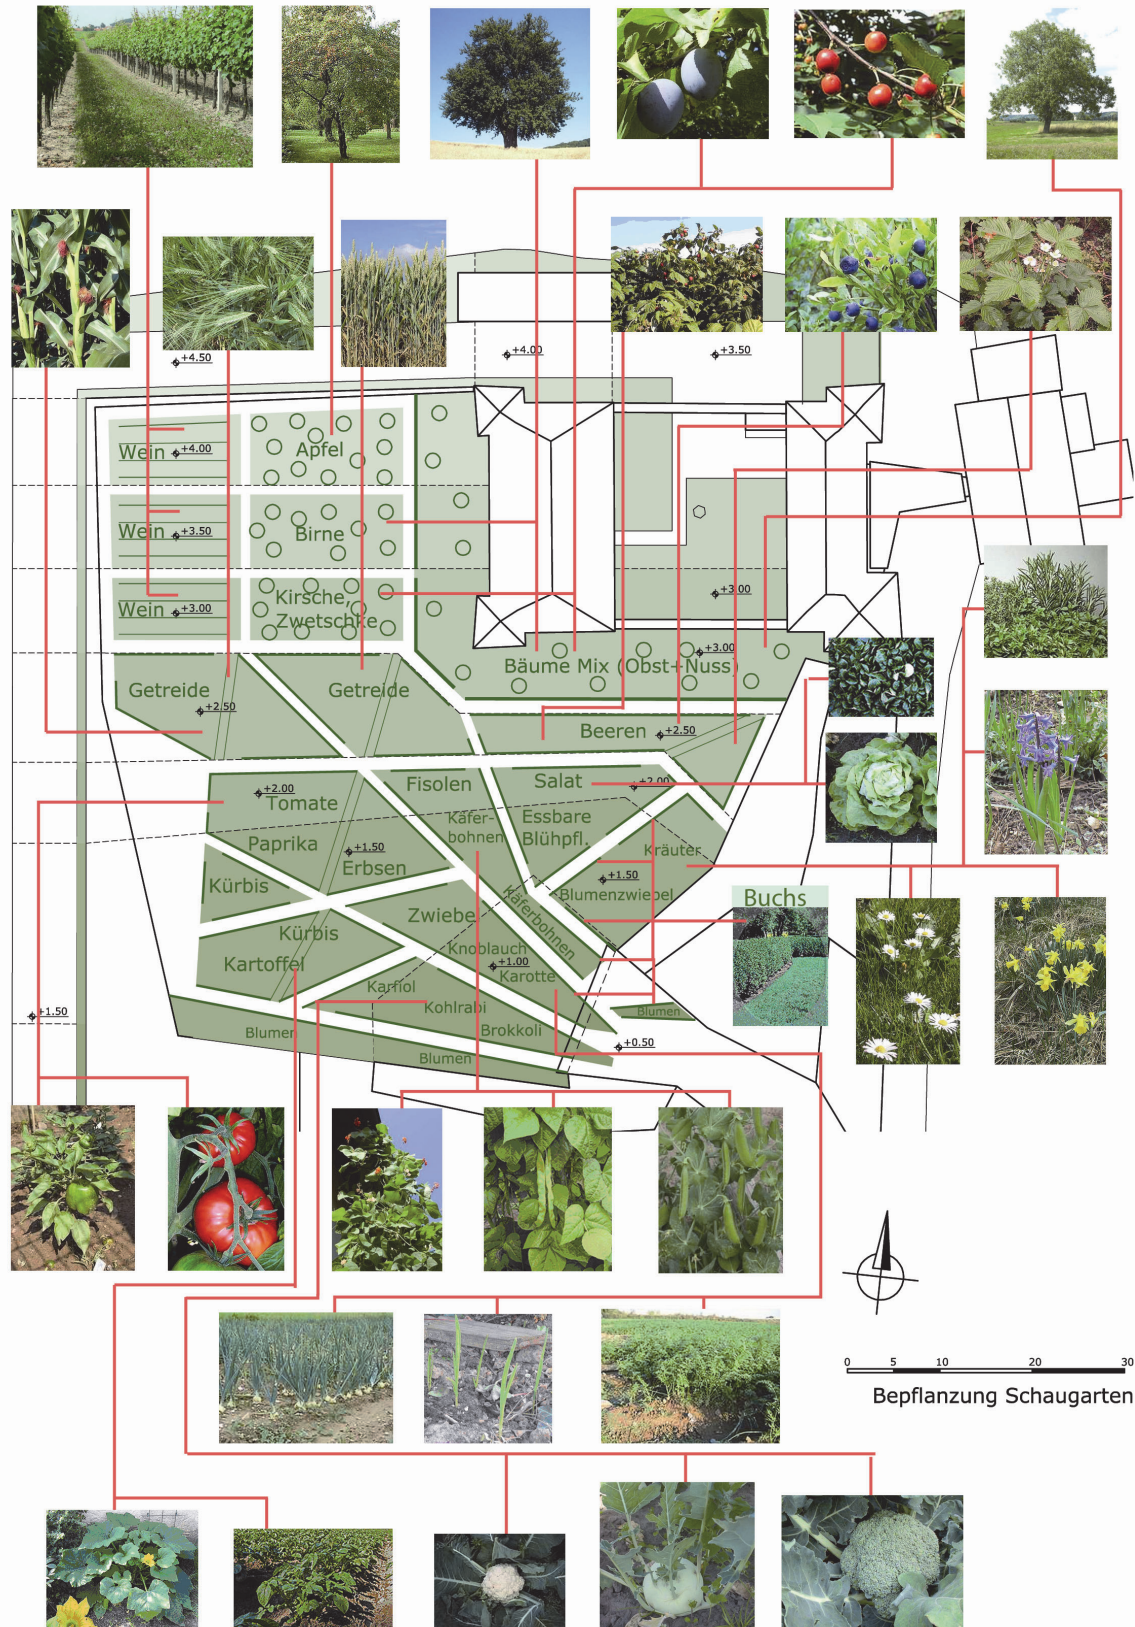 +4.50
+4.00
+3.50
Wein +4.00
Apfel
Wein +3.50
Birne
Wein +3.00
Kirsche,
Zwetschke
+3.00
+3.00
Bäume Mix (Obst+Nuss)
Getreide
+2.50
Getreide
Beeren +2.50
+2.00
Tomate
Fisolen
Salat
+2.00
Käfer-
bohnen
Essbare
Blühpfl.
Paprika
+1.50
Erbsen
Kräuter
+1.50
Blumenzwiebel
Kürbis
Käferbohnen
Buchs
Zwiebel
Kürbis
Knoblauch
+1.00
Karotte
Kartoffel
Karfiol
Kohlrabi
Brokkoli
Blumen
+1.50
Blumen
Blumen
+0.50
0 5 10 20 30
Bepflanzung Schaugarten